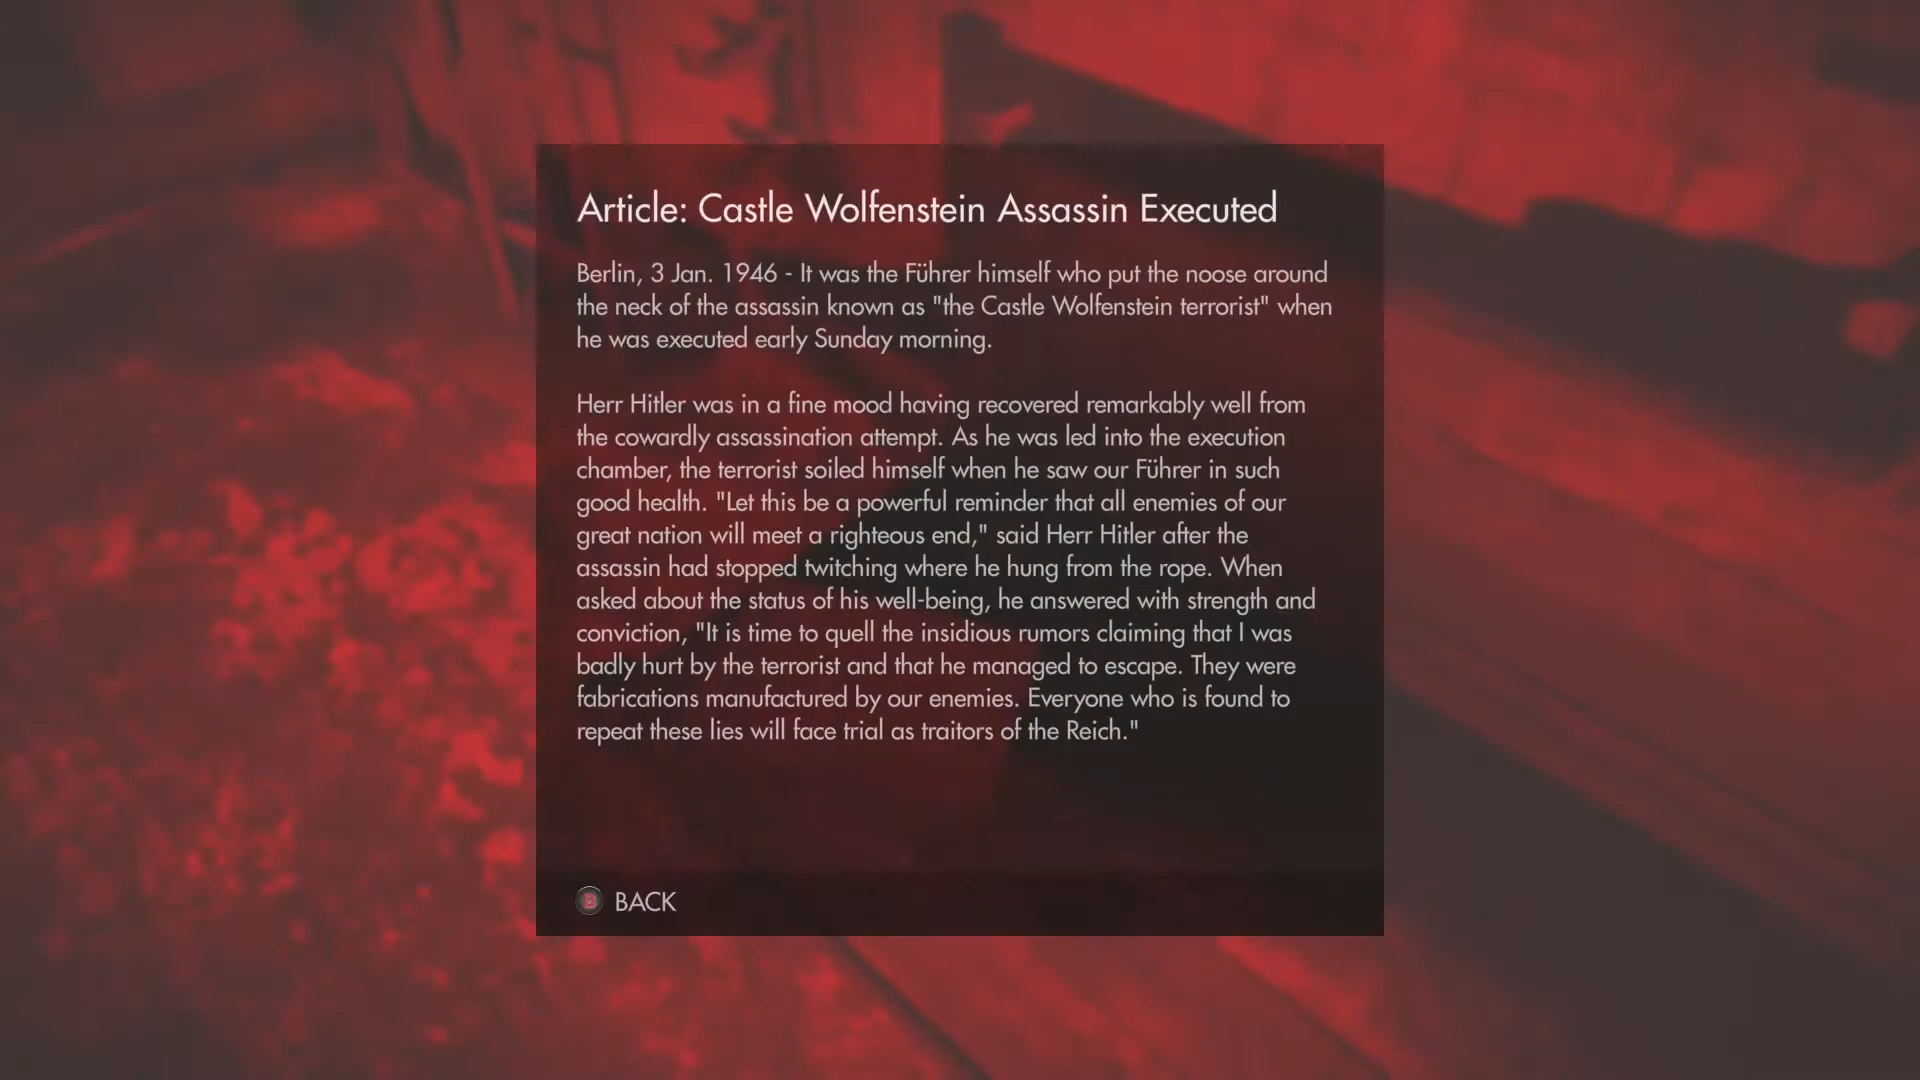 Article: Castle Wolfenstein Assassin Executed
Berlin, 3 Jan. 1946 - It was the Führer himself who put the noose around
the neck of the assassin known as "the Castle Wolfenstein terrorist" when
he was executed early Sunday morning.
Herr Hitler was in a fine mood having recovered remarkably well from
the cowardly assassination attempt. As he was led into the execution
chamber, the terrorist soiled himself when he saw our Führer in such
good health. "Let this be a powerful reminder that all enemies of our
great nation will meet a righteous end," said Herr Hitler after the
assassin had stopped twitching where he hung from the rope. When
asked about the status of his well-being, he answered with strength and
conviction, "It is time to quell the insidious rumors claiming that I was
badly hurt by the terrorist and that he managed to escape. They were
fabrications manufactured by our enemies. Everyone who is found to
repeat these lies will face trial as traitors of the Reich."
B BACK